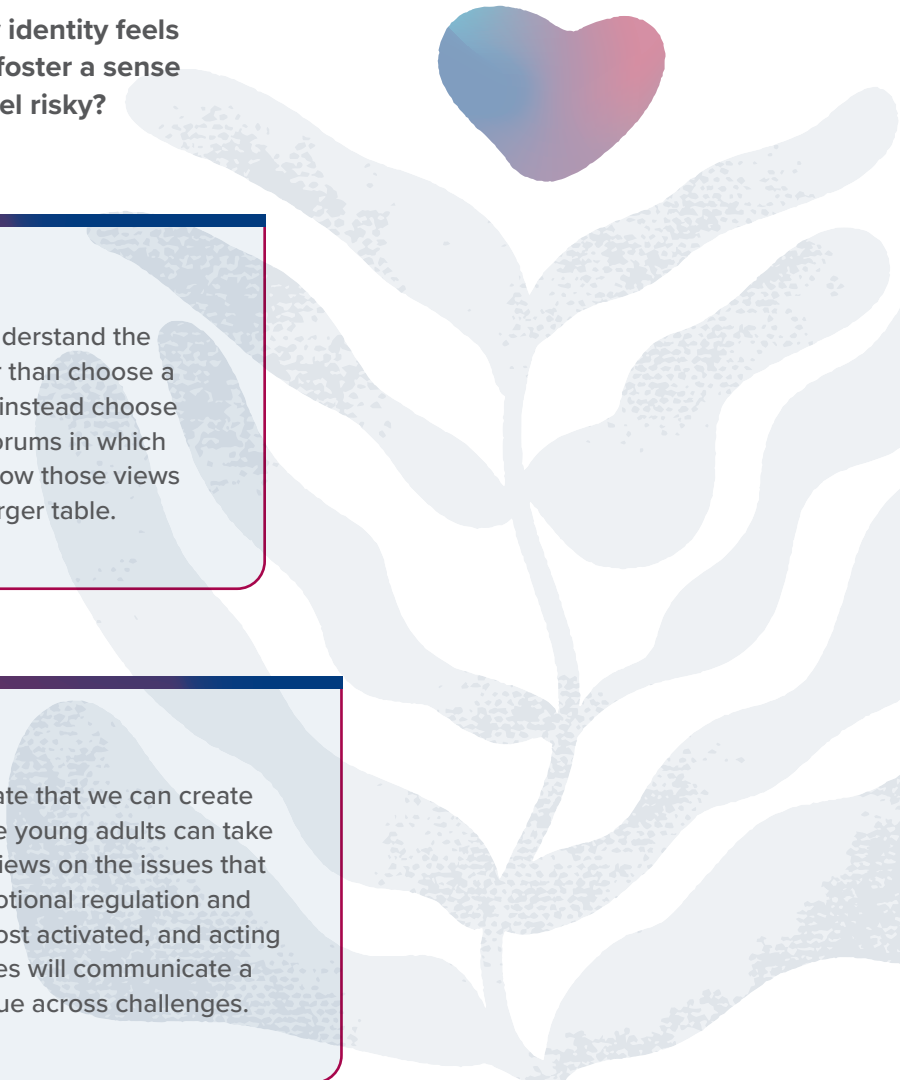 identity feels
foster a sense
el risky?
derstand the
than choose a
instead choose
orums in which
ow those views
rger table.
ate that we can create
e young adults can take
iews on the issues that
otional regulation and
ost activated, and acting
es will communicate a
ue across challenges.